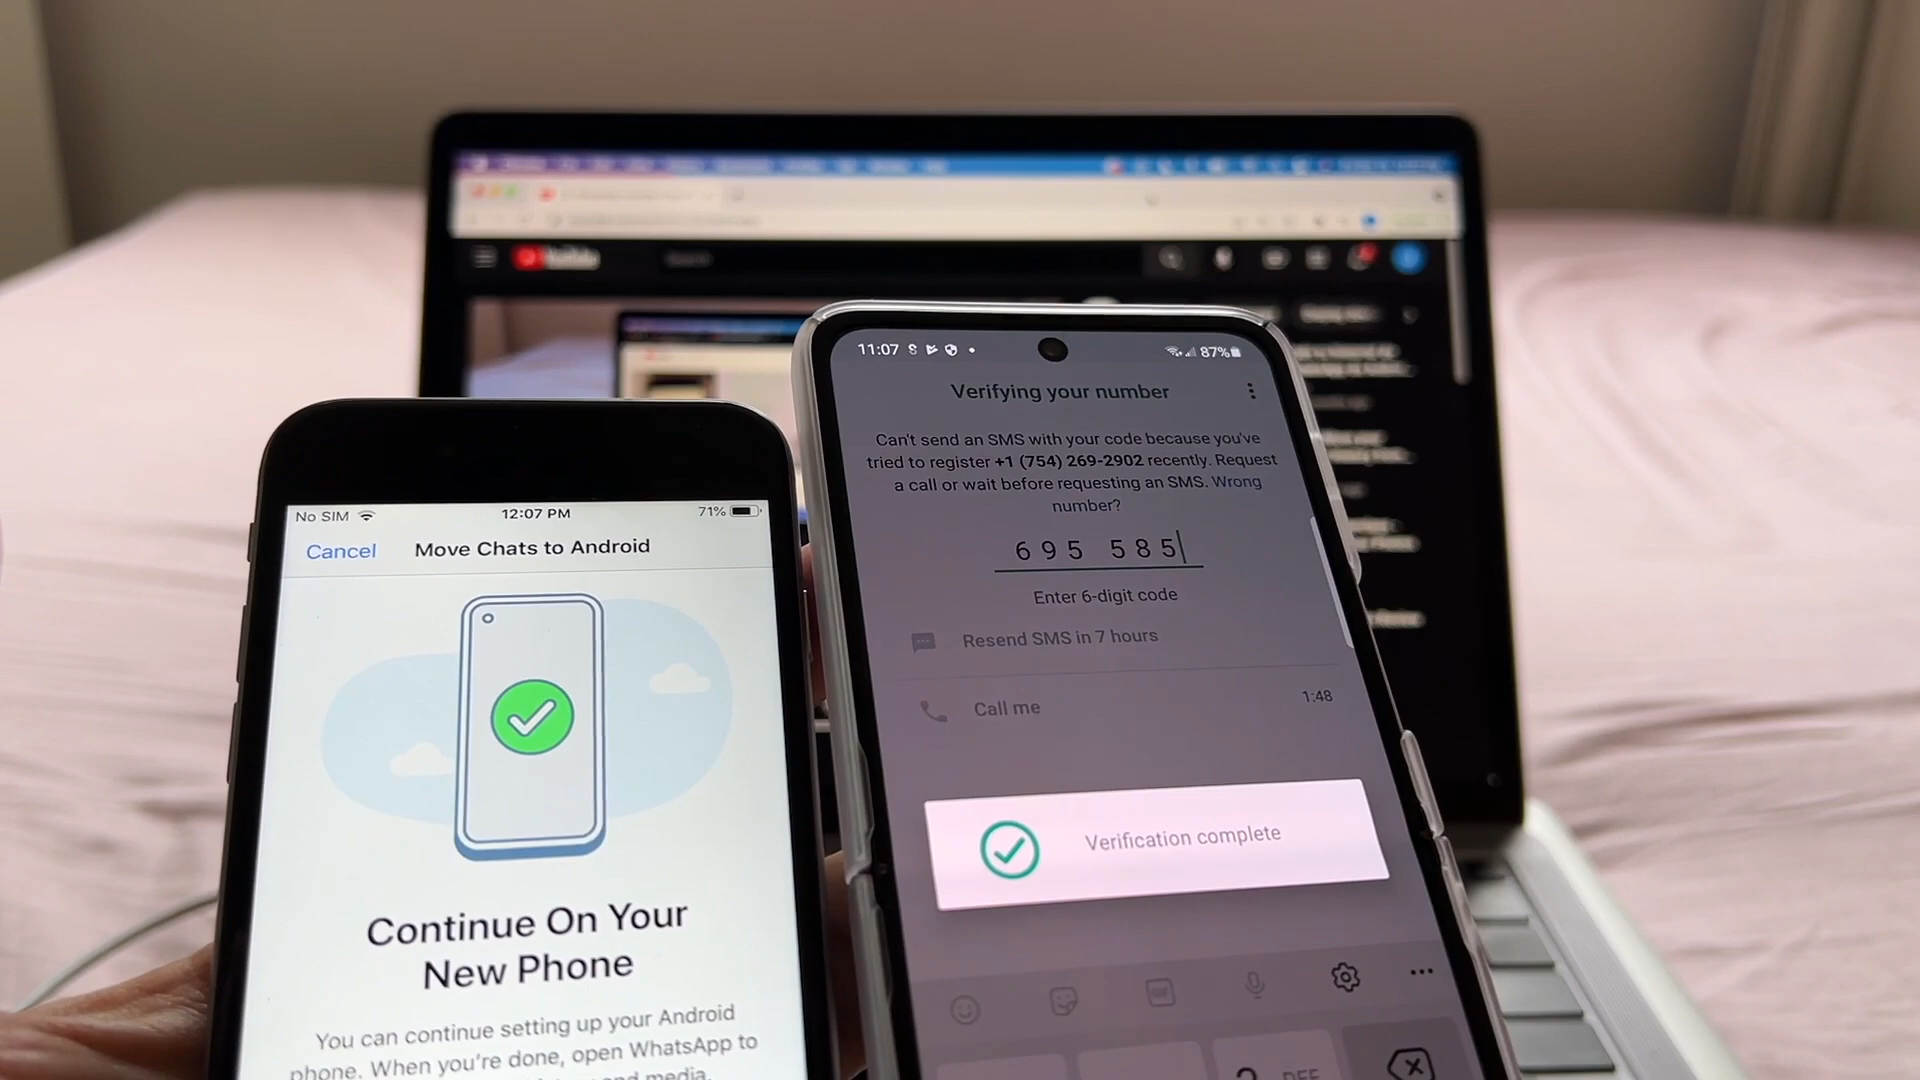 No SIM
12:07 PM
71%
Cancel
Move Chats to Android
Continue On Your
New Phone
You can continue setting up your Android
phone. When you're done, open WhatsApp to
and media.
11:07
87%
Verifying your number
Can't send an SMS with your code because you've
tried to register +1 (754) 269-2902 recently. Request
a call or wait before requesting an SMS. Wrong
number?
695 585
Enter 6-digit code
Resend SMS in 7 hours
Call me
1:48
Verification complete
GIF
DEF